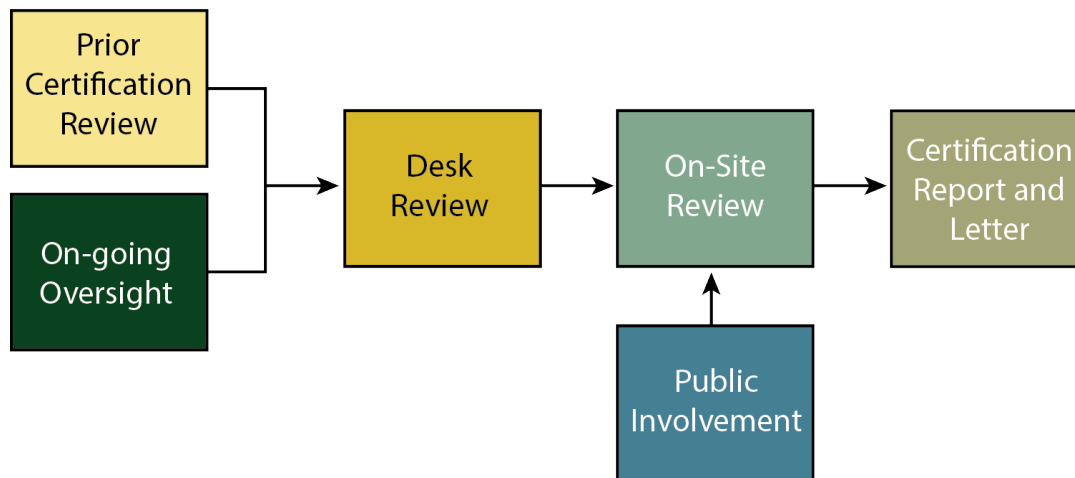 Prior
Certification
Review
On-going
Oversight
Desk
Review
On-Site
Review
Public
Involvement
Certification
Report and
Letter